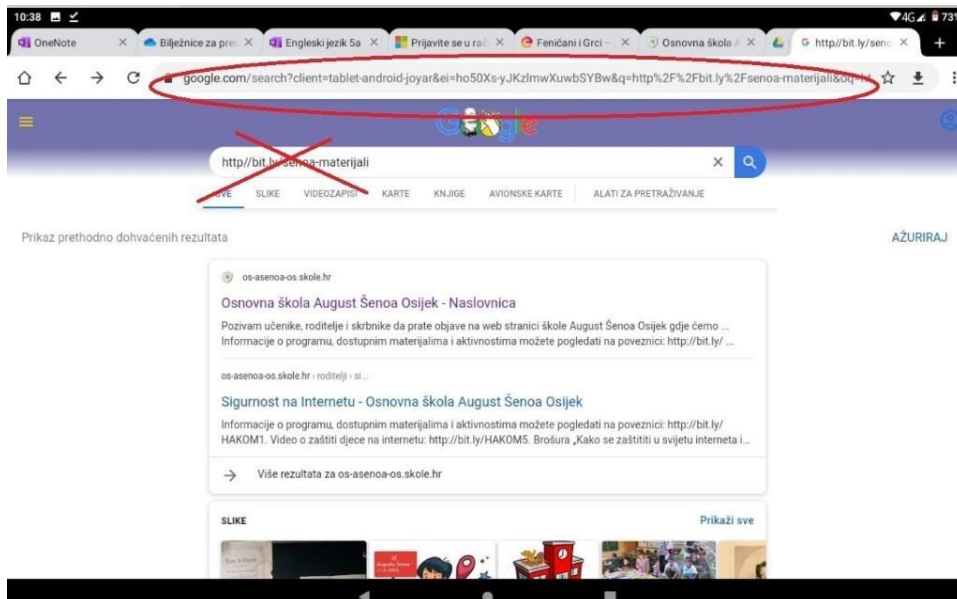 10:38 4G 73%
OneNote Bilježnice za pre Engleski jezik 5a Prijavite se u rač Feničani i Grci – Osnovna škola http//bit.ly/seno
google.com/search?client=tablet-android-joyar&ei=ho50Xs-yJKzlmwXuwbSYBw&q=http%2F%2Fbit.ly%2Fsenoa-materijali&oq=ht
Google
http//bit.ly/senoa-materijali
SVE SLIKE VIDEOZAPISI KARTE KNJIGE AVIONSKE KARTE ALATI ZA PRETRAŽIVANJE
Prikaz prethodno dohvaćenih rezultata AŽURIRAJ
os-asenoa-os.skole.hr
Osnovna škola August Šenoa Osijek - Naslovnica
Pozivam učenike, roditelje i skrbnike da prate objave na web stranici škole August Šenoa Osijek gdje ćemo ...
Informacije o programu, dostupnim materijalima i aktivnostima možete pogledati na poveznici: http://bit.ly/ ...
os-asenoa-os.skole.hr › roditelji › si...
Sigurnost na Internetu - Osnovna škola August Šenoa Osijek
Informacije o programu, dostupnim materijalima i aktivnostima možete pogledati na poveznici: http://bit.ly/
HAKOM1. Video o zaštiti djece na internetu: http://bit.ly/HAKOM5. Brošura „Kako se zaštititi u svijetu interneta i...
Više rezultata za os-asenoa-os.skole.hr
SLIKE Prikaži sve